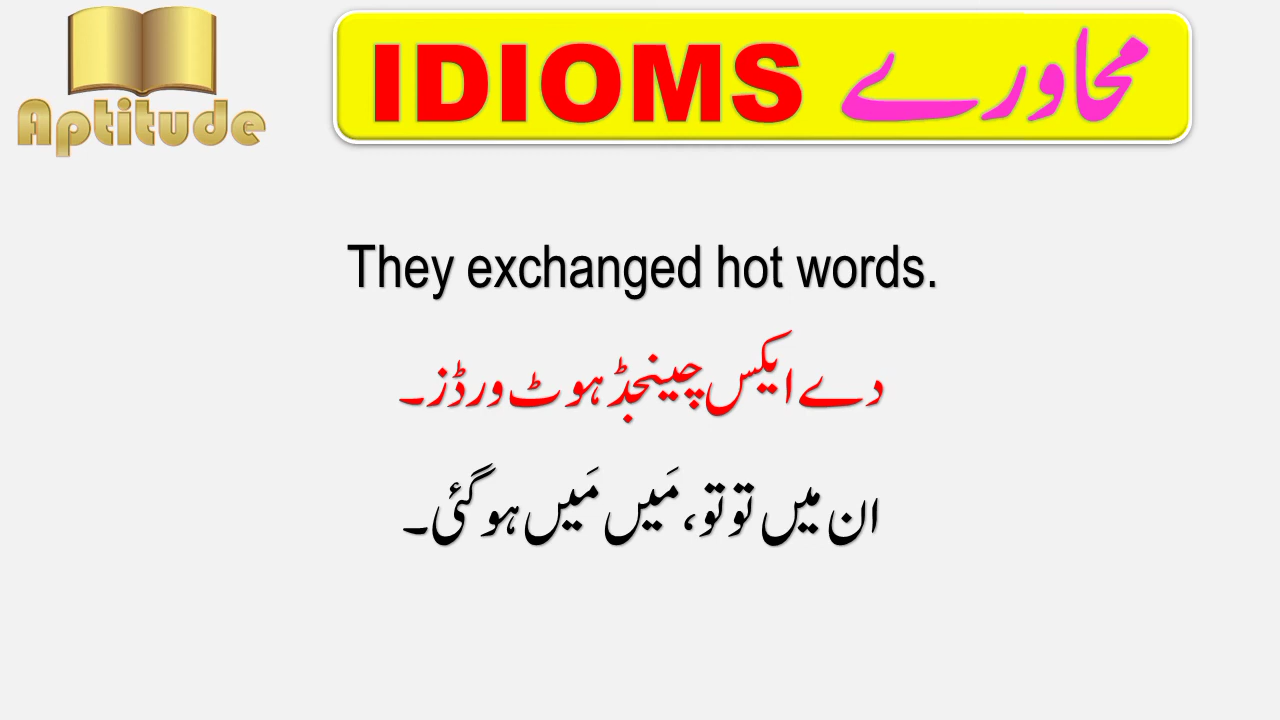 Aptitude
IDIOMS محاورے
They exchanged hot words.
دے ایکس چینجڈ ہوٹ ورڈز۔
ان میں تو تو، مَیں مَیں ہو گئی۔